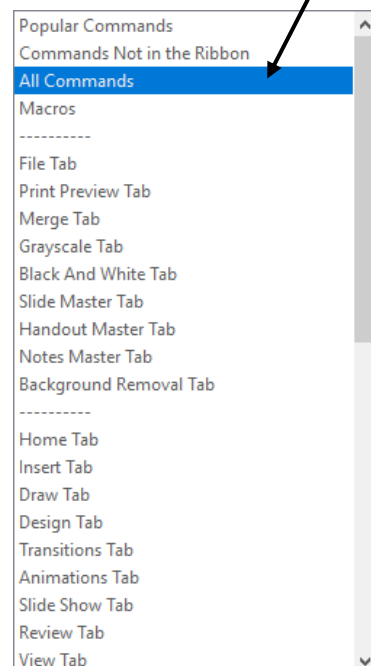 Popular Commands
Commands Not in the Ribbon
All Commands
Macros
----------
File Tab
Print Preview Tab
Merge Tab
Grayscale Tab
Black And White Tab
Slide Master Tab
Handout Master Tab
Notes Master Tab
Background Removal Tab
----------
Home Tab
Insert Tab
Draw Tab
Design Tab
Transitions Tab
Animations Tab
Slide Show Tab
Review Tab
View Tab